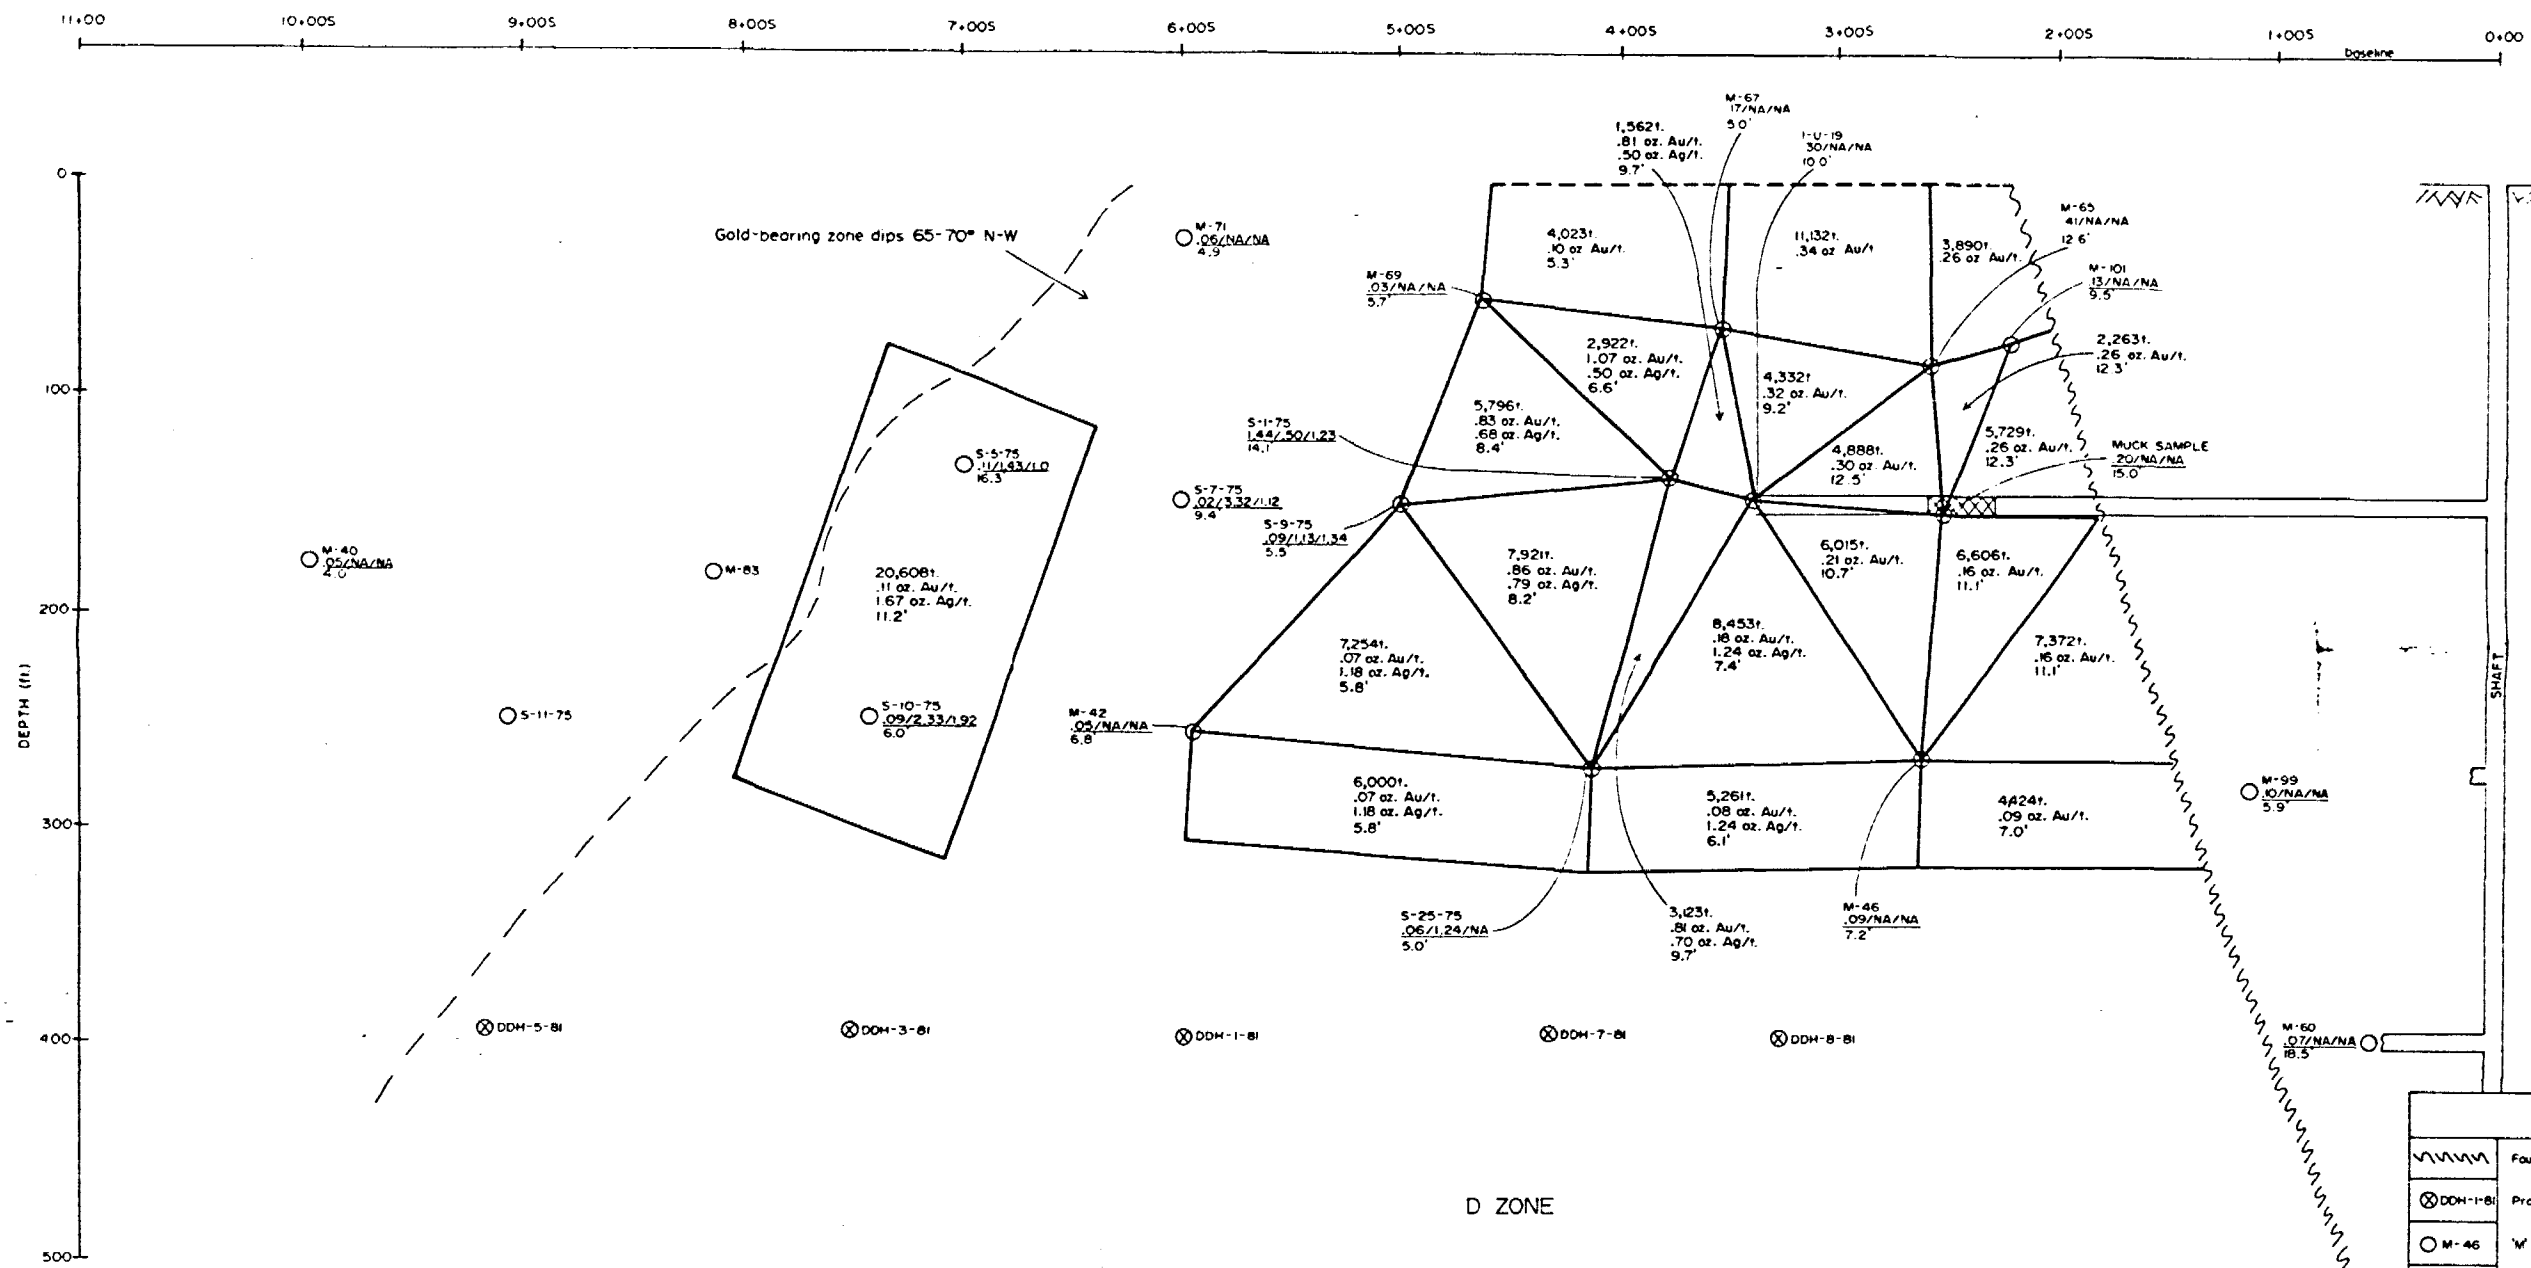 11+00
10+00S
9+00S
8+00S
7+00S
6+00S
5+00S
4+00S
3+00S
2+00S
1+00S
0+00
baseline
0
100
200
300
400
500
DEPTH (ft.)
Gold-bearing zone dips 65-70° N-W
M-71
.06/NA/NA
4.9'
M-67
.17/NA/NA
5.0'
1,562t.
.81 oz. Au/t.
.50 oz. Ag/t.
9.7'
1-U-19
.30/NA/NA
10.0'
M-65
.41/NA/NA
12.6'
M-101
.13/NA/NA
9.5'
4,023t.
.10 oz Au/t.
5.3'
11,132t.
.34 oz Au/t
3,890t.
.26 oz Au/t.
M-69
.03/NA/NA
5.7'
2,922t.
1.07 oz. Au/t.
.50 oz. Ag/t.
6.6'
4,332t
.32 oz. Au/t.
9.2'
2,263t.
.26 oz. Au/t.
12.3'
5,796t.
.83 oz. Au/t.
.68 oz. Ag/t.
8.4'
S-1-75
1.44/.50/1.23
14.1'
4,888t.
.30 oz. Au/t.
12.5'
5,729t.
.26 oz. Au/t.
12.3'
MUCK SAMPLE
.20/NA/NA
15.0'
S-5-75
.11/1.43/1.0
16.3'
S-7-75
.02/3.32/1.12
9.4'
S-9-75
.09/1.13/1.34
5.5'
M-40
.05/NA/NA
4.0'
M-83
20,608t.
.11 oz. Au/t.
1.67 oz. Ag/t.
11.2'
7,921t.
.86 oz. Au/t.
.79 oz. Ag/t.
8.2'
6,015t.
.21 oz. Au/t.
10.7'
6,606t.
.16 oz. Au/t.
11.1'
7,254t.
.07 oz. Au/t.
1.18 oz. Ag/t.
5.8'
8,453t.
.18 oz. Au/t.
1.24 oz. Ag/t.
7.4'
7,372t.
.16 oz. Au/t.
11.1'
SHAFT
S-11-75
S-10-75
.09/2.33/1.92
6.0'
M-42
.05/NA/NA
6.8'
6,000t.
.07 oz. Au/t.
1.18 oz. Ag/t.
5.8'
5,261t.
.08 oz. Au/t.
1.24 oz. Ag/t.
6.1'
4,424t.
.09 oz. Au/t.
7.0'
M-99
.10/NA/NA
5.9'
S-25-75
.06/1.24/NA
5.0'
3,123t.
.81 oz. Au/t.
.70 oz. Ag/t.
9.7'
M-46
.09/NA/NA
7.2'
DDH-5-81
DDH-3-81
DDH-1-81
DDH-7-81
DDH-8-81
M-60
.07/NA/NA
18.5'
D ZONE
Fau
DDH-1-81 Pro
M-46 'M'